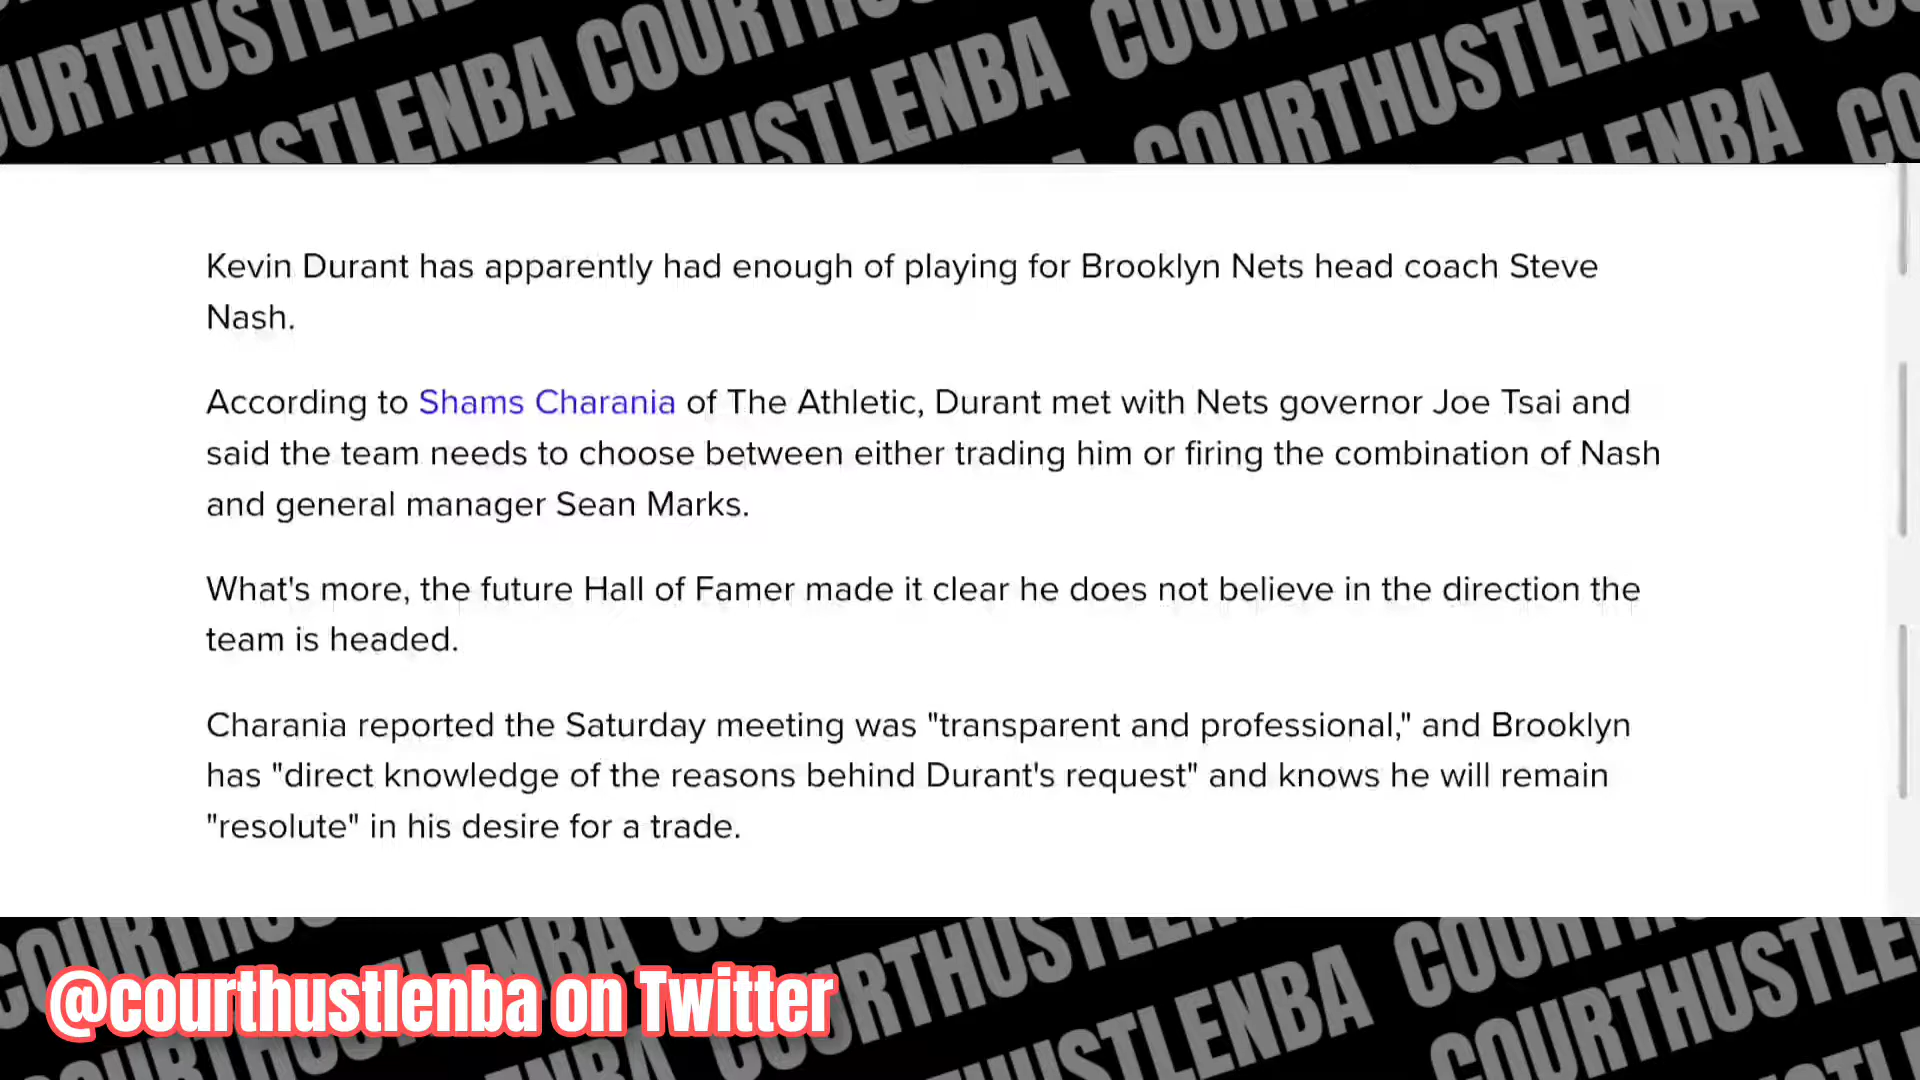 URTHUSTLENBA COURTHUSTLENBA COURTHUSTLENBA
Kevin Durant has apparently had enough of playing for Brooklyn Nets head coach Steve
Nash.
According to Shams Charania of The Athletic, Durant met with Nets governor Joe Tsai and
said the team needs to choose between either trading him or firing the combination of Nash
and general manager Sean Marks.
What's more, the future Hall of Famer made it clear he does not believe in the direction the
team is headed.
Charania reported the Saturday meeting was "transparent and professional," and Brooklyn
has "direct knowledge of the reasons behind Durant's request" and knows he will remain
"resolute" in his desire for a trade.
@courthustlenba on Twitter
COURTHUSTLENBA